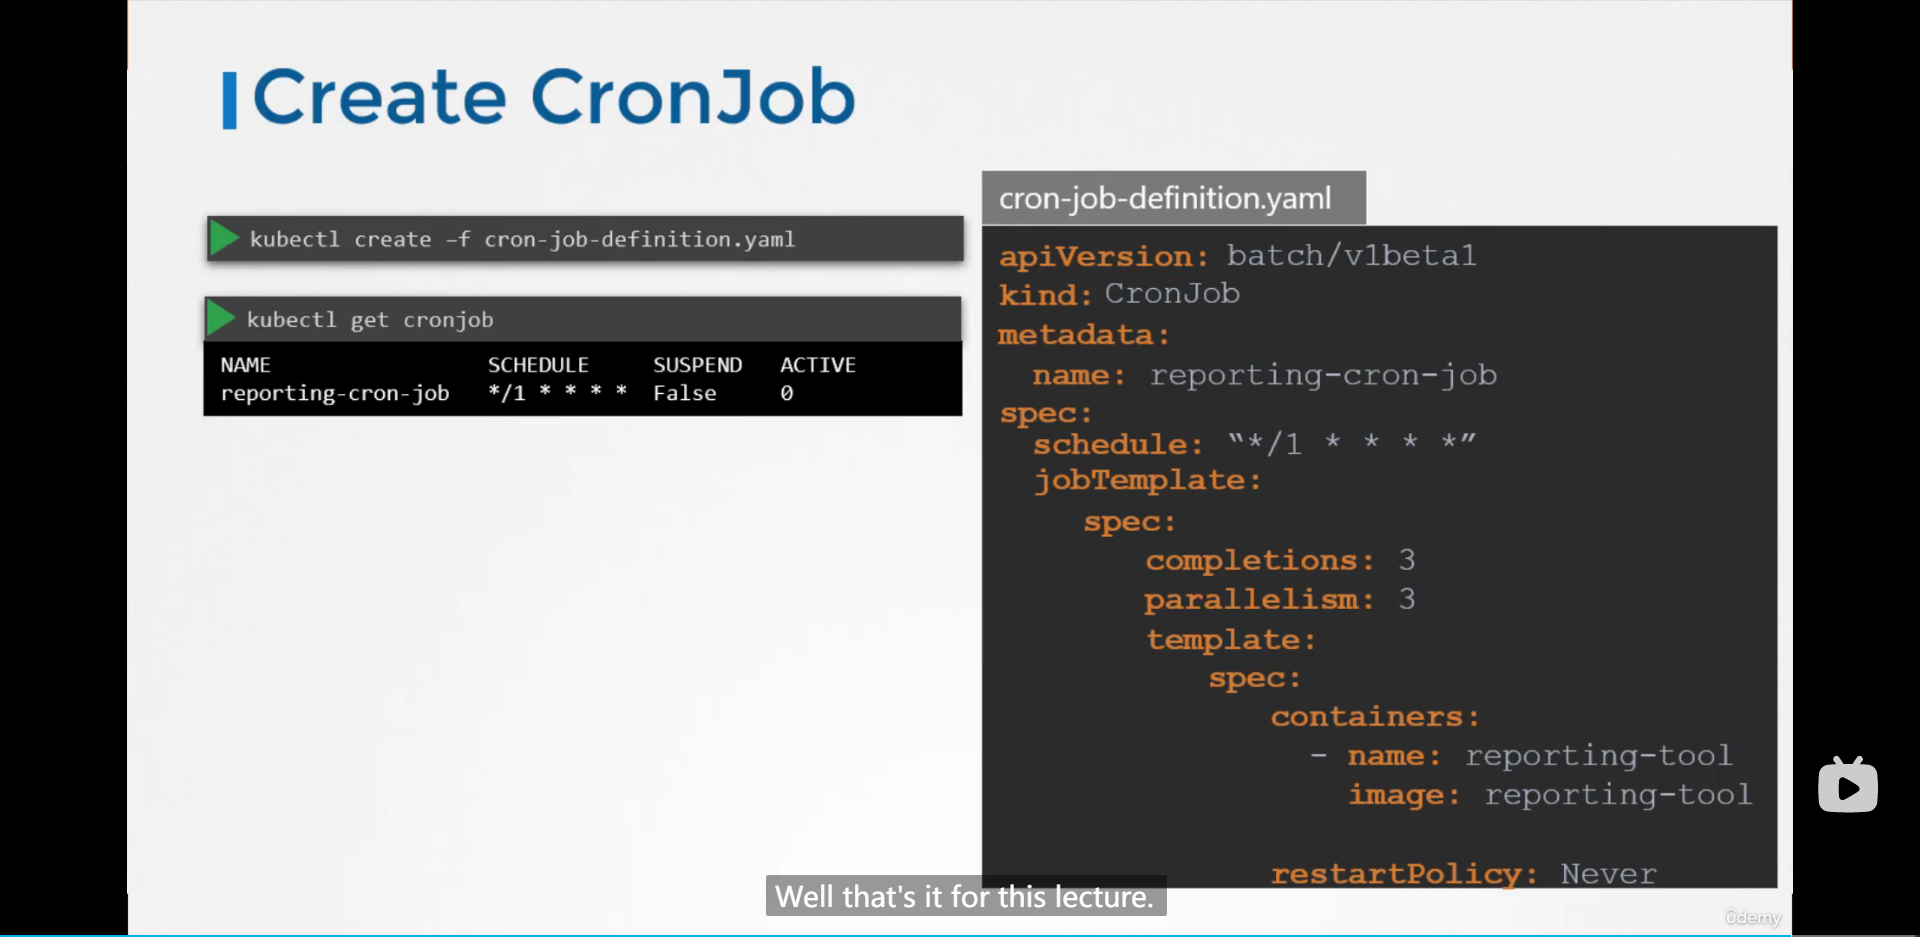 Create CronJob
kubectl create –f cron-job-definition.yaml
kubectl get cronjob
NAME SCHEDULE SUSPEND ACTIVE
reporting-cron-job */1 * * * * False 0
cron-job-definition.yaml
apiVersion: batch/v1beta1
kind: CronJob
metadata:
name: reporting-cron-job
spec:
schedule: “*/1 * * * *”
jobTemplate:
spec:
completions: 3
parallelism: 3
template:
spec:
containers:
- name: reporting-tool
image: reporting-tool
restartPolicy: Never
Well that's it for this lecture.
ûdemy